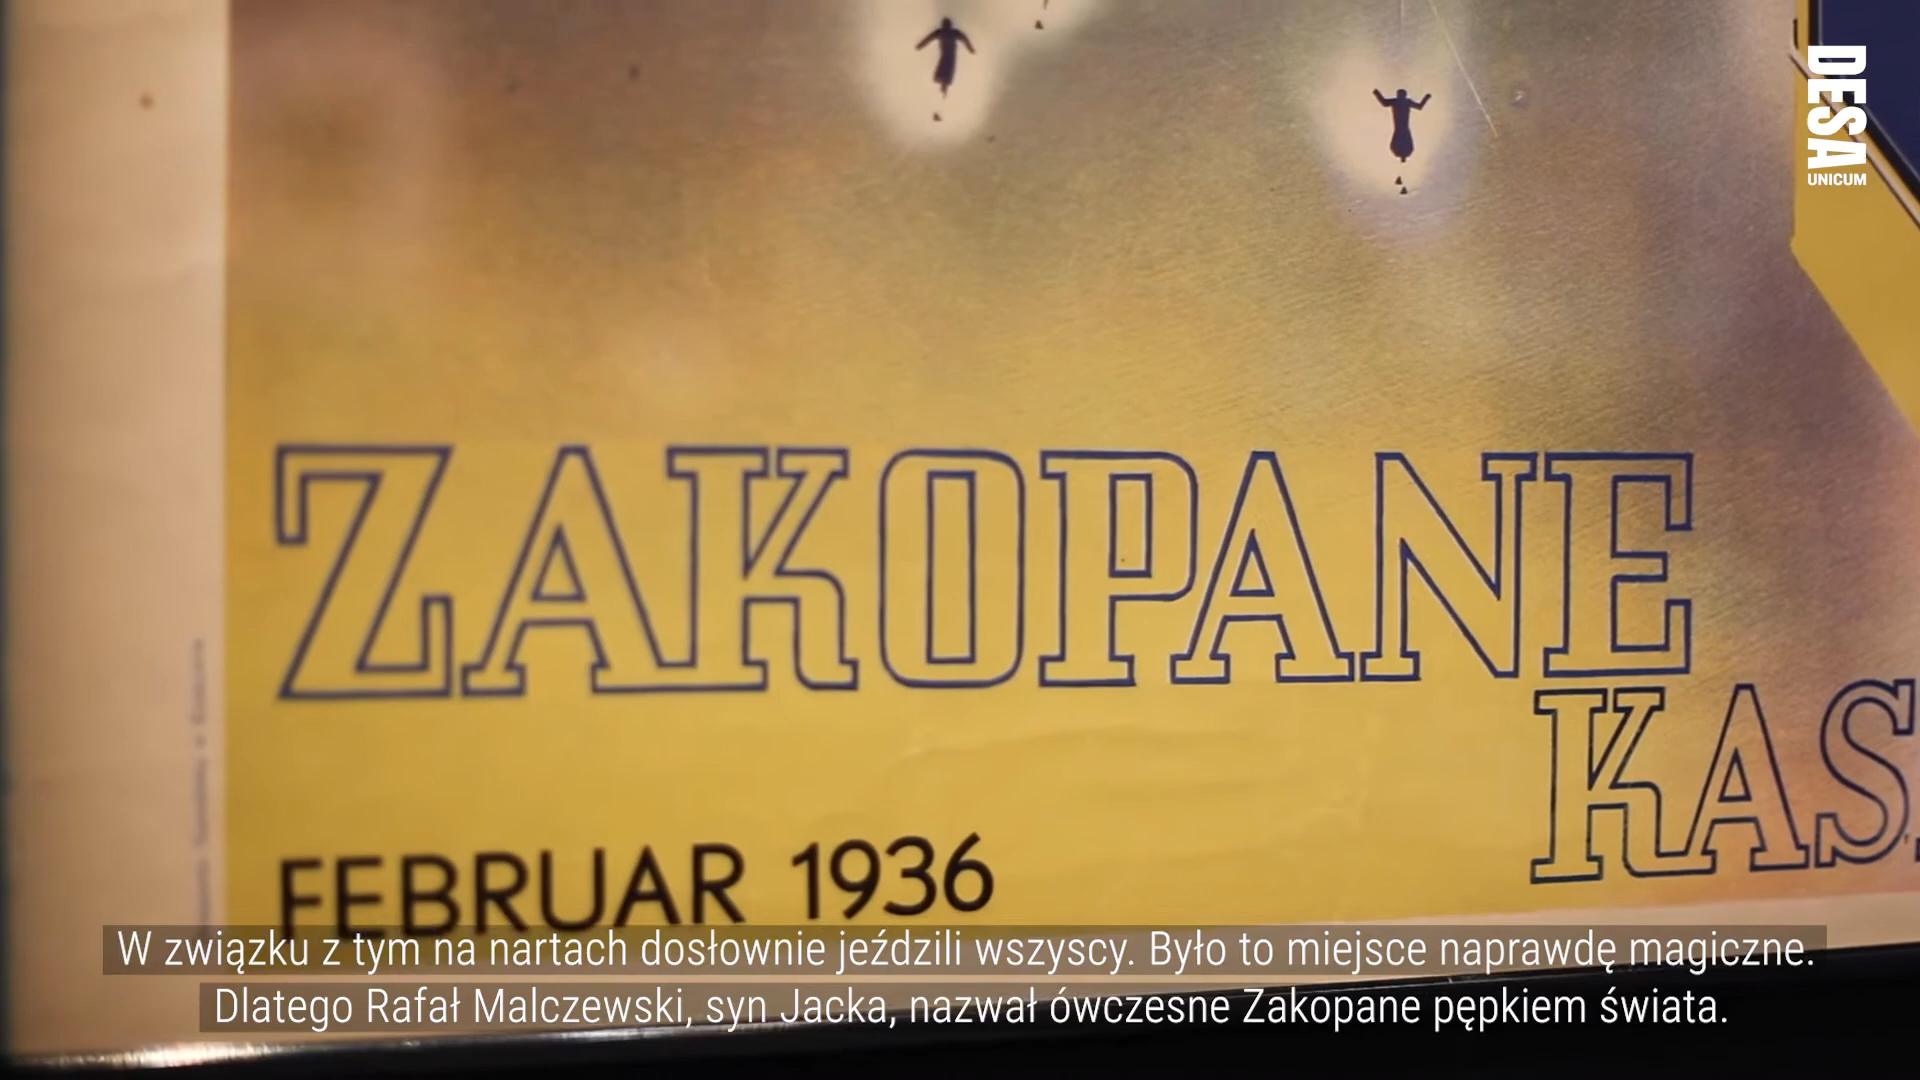 DESA
UNICUM
ZAKOPANE
FEBRUAR 1936
W związku z tym na nartach dosłownie jeździli wszyscy. Było to miejsce naprawdę magiczne.
Dlatego Rafał Malczewski, syn Jacka, nazwał ówczesne Zakopane pępkiem świata.